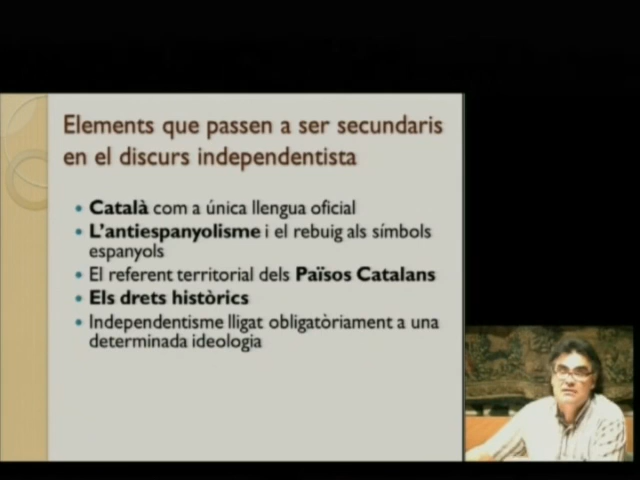 Elements que passen a ser secundaris
en el discurs independentista
• Català com a única llengua oficial
• L'antiespanyolisme i el rebuig als símbols
espanyols
• El referent territorial dels Països Catalans
• Els drets històrics
• Independentisme lligat obligatòriament a una
determinada ideologia